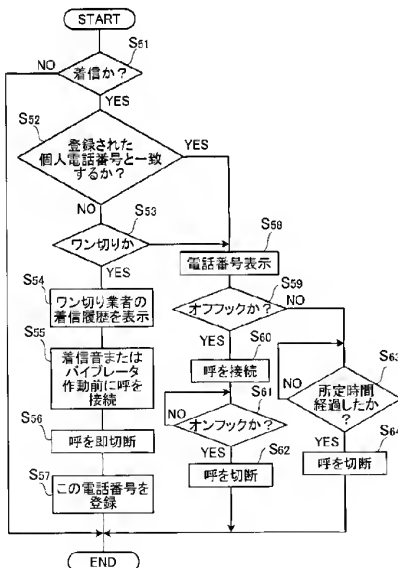 START
S51
NO
着信か?
YES
S52
登録された
個人電話番号と一致
するか?
YES
NO
S53
ワン切りか
YES
S54
ワン切り業者の
着信履歴を表示
S55
着信音または
バイブレータ
作動前に呼を
接続
S56
呼を即切断
S57
この電話番号を
登録
S58
電話番号表示
S59
オフフックか?
NO
YES
S60
呼を接続
S61
NO
オンフックか?
YES
S62
呼を切断
S63
NO
所定時間
経過したか
?
YES
S64
呼を切断
END